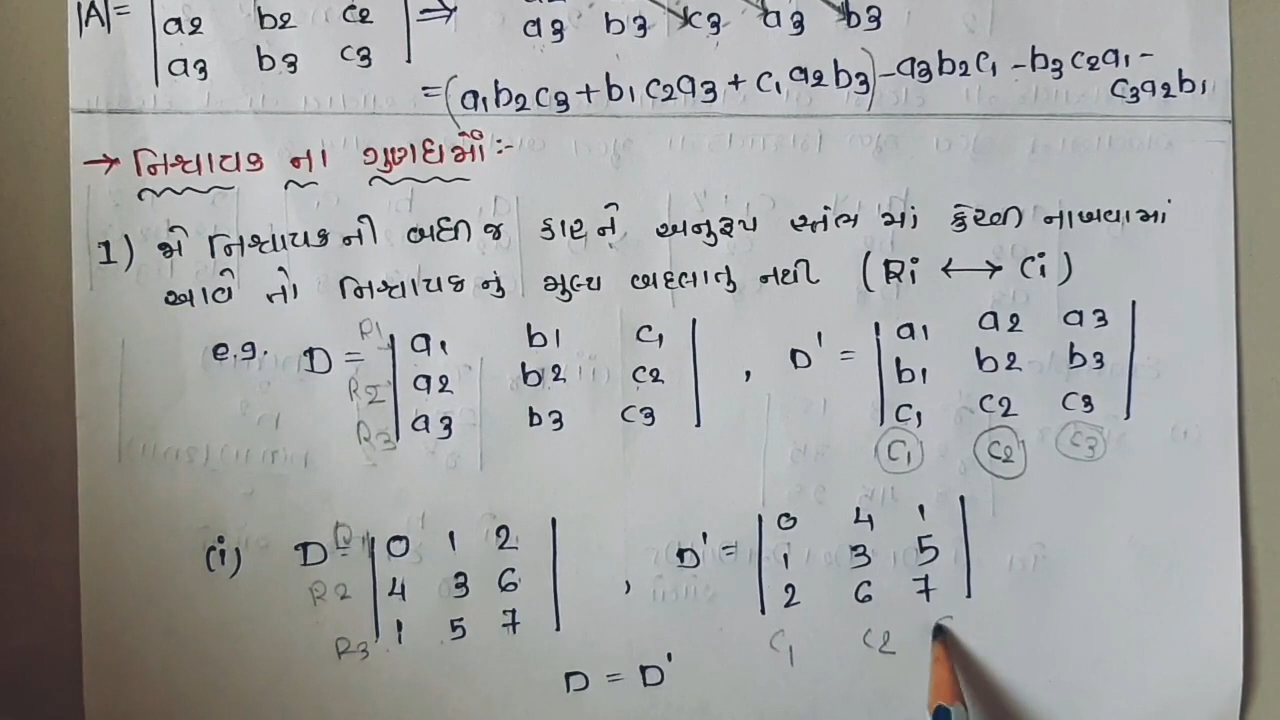 |A|= | a2 b2 c2 | ⇒ a3 b3 c3 a3 b3
a3 b3 c3
=(a1b2c3+b1c2a3+c1a2b3)-a3b2c1-b3c2a1-
c3a2b1
→ નિશ્ચાયક ના ગુણધર્મો:-
1) જો નિશ્ચાયકની બધી જ હારને અનુરૂપ સ્તંભ માં ફેરવી નાખવામાં
આવે તો નિશ્ચાયકનું મુલ્ય બદલાતુ નથી (Ri ↔ Ci)
e.g. D = R1 | a1 b1 c1 | , D' = | a1 a2 a3 |
R2 | a2 b2 c2 | | b1 b2 b3 |
R3 | a3 b3 c3 | | c1 c2 c3 |
C1 C2 C3
(i) D= | 0 1 2 | , D'= | 0 4 1 |
R2 | 4 3 6 | | 1 3 5 |
R3 | 1 5 7 | | 2 6 7 |
C1 C2
D = D'